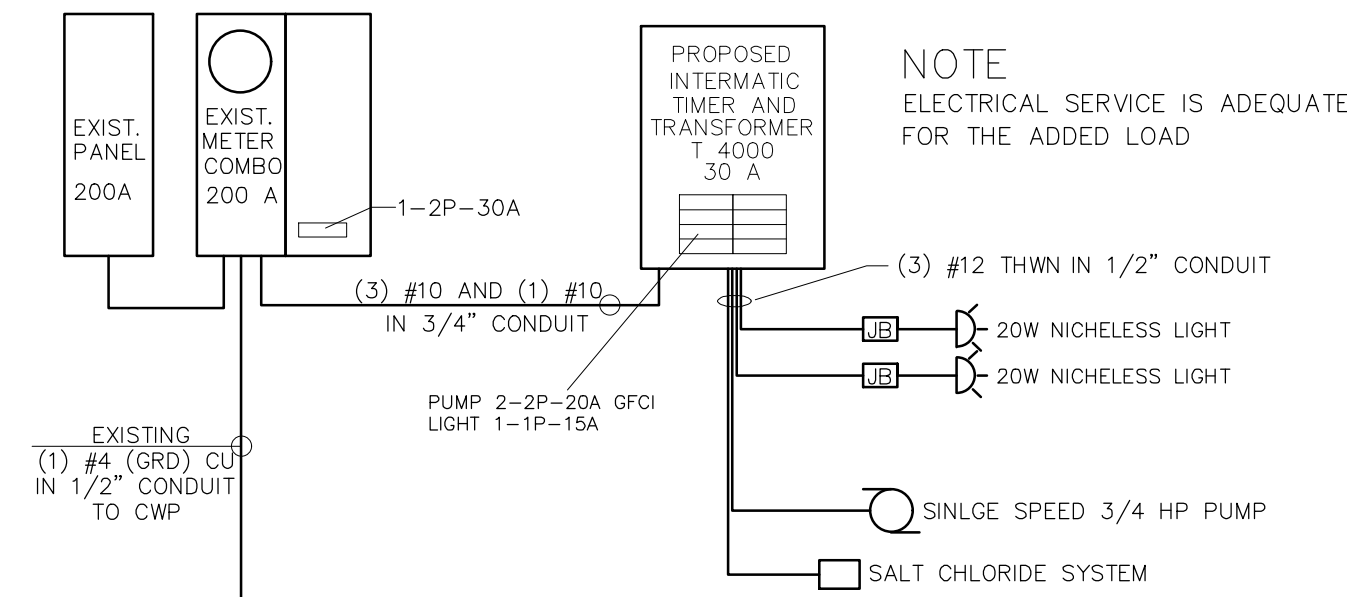 EXIST.
PANEL
200A
EXIST.
METER
COMBO
200 A
1-2P-30A
PROPOSED
INTERMATIC
TIMER AND
TRANSFORMER
T 4000
30 A
NOTE
ELECTRICAL SERVICE IS ADEQUATE
FOR THE ADDED LOAD
(3) #10 AND (1) #10
IN 3/4" CONDUIT
(3) #12 THWN IN 1/2" CONDUIT
JB
20W NICHELESS LIGHT
JB
20W NICHELESS LIGHT
PUMP 2-2P-20A GFCI
LIGHT 1-1P-15A
EXISTING
(1) #4 (GRD) CU
IN 1/2" CONDUIT
TO CWP
SINLGE SPEED 3/4 HP PUMP
SALT CHLORIDE SYSTEM